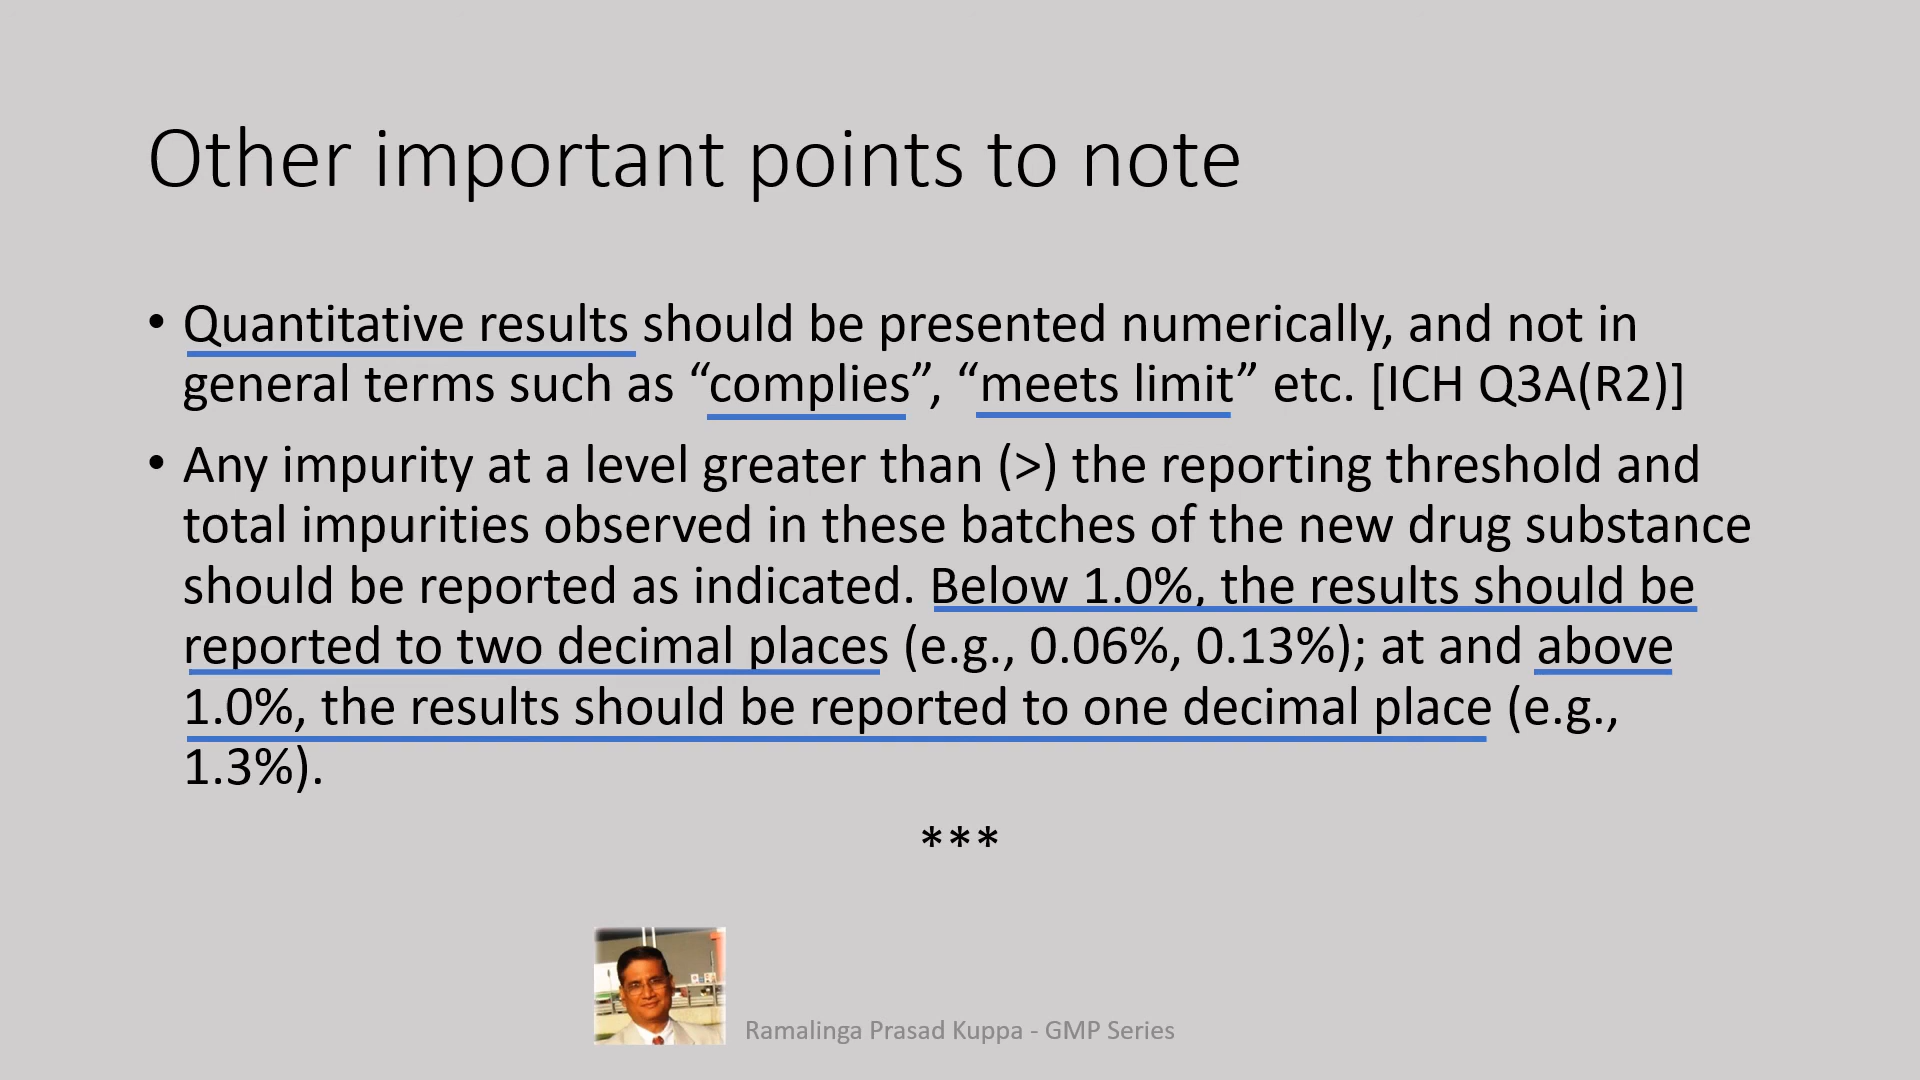 Other important points to note
• Quantitative results should be presented numerically, and not in
general terms such as “complies”, “meets limit” etc. [ICH Q3A(R2)]
• Any impurity at a level greater than (>) the reporting threshold and
total impurities observed in these batches of the new drug substance
should be reported as indicated. Below 1.0%, the results should be
reported to two decimal places (e.g., 0.06%, 0.13%); at and above
1.0%, the results should be reported to one decimal place (e.g.,
1.3%).
***
Ramalinga Prasad Kuppa - GMP Series